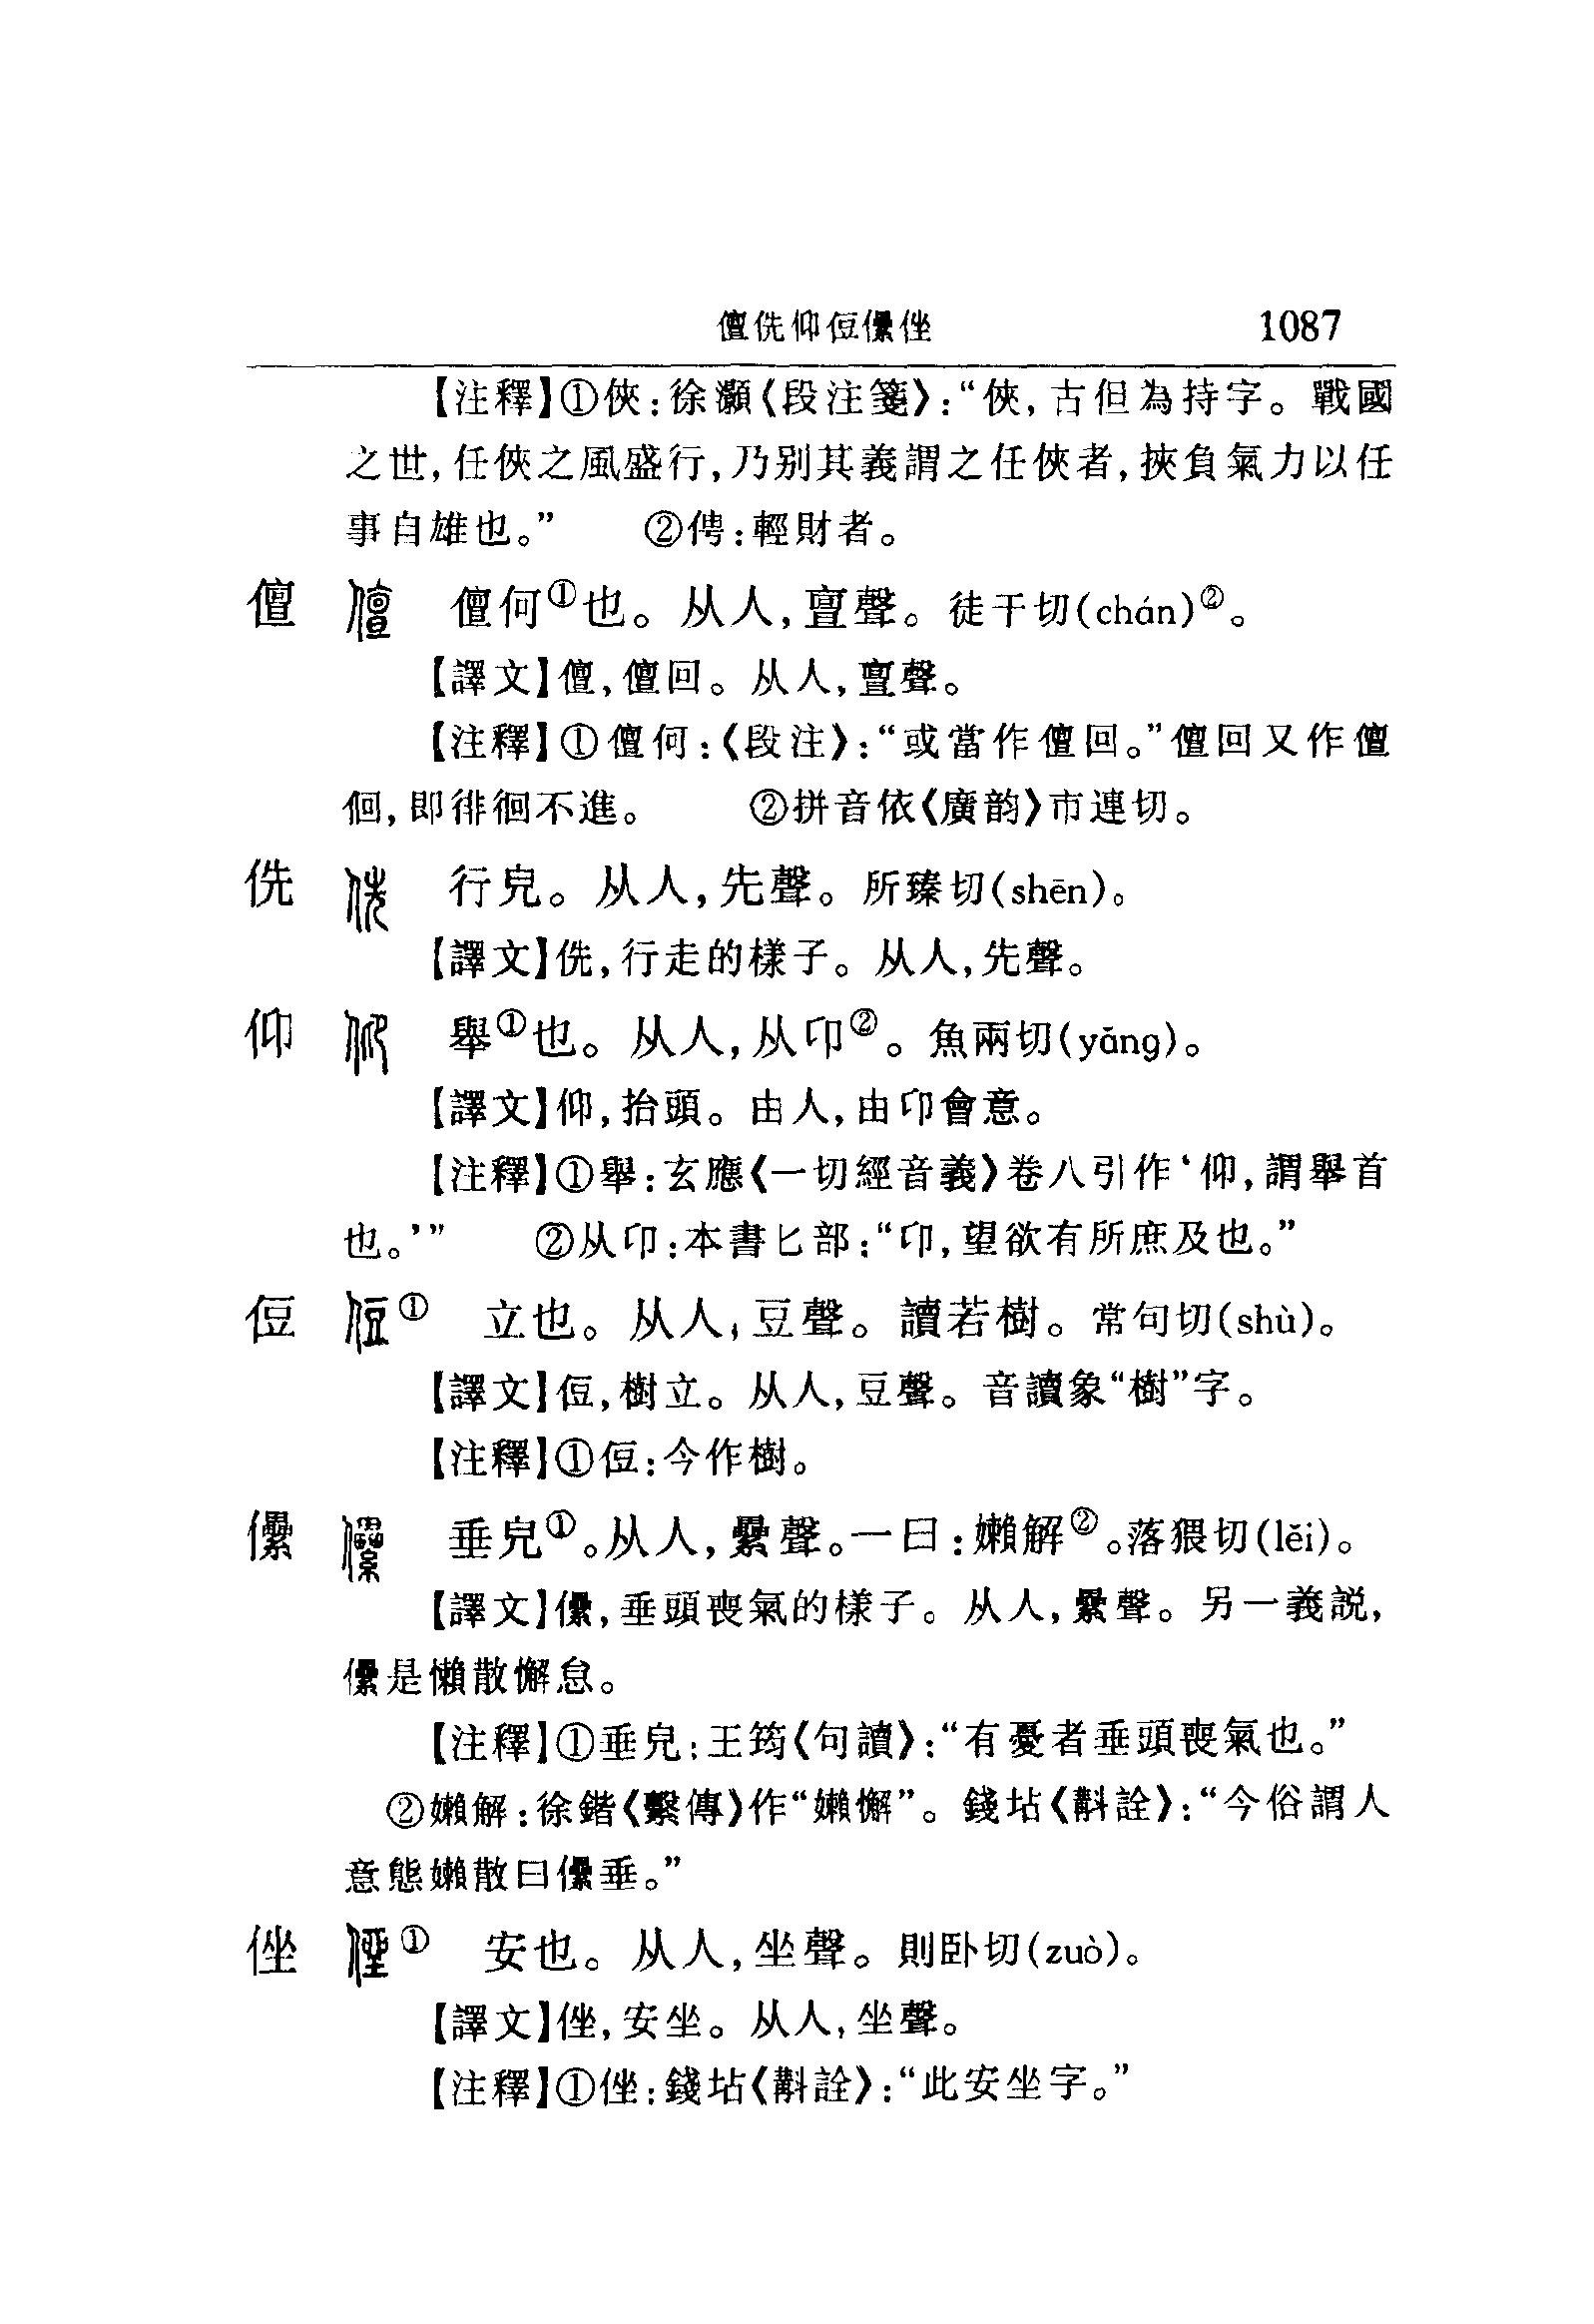 儃侁仰侸儽侳 1087
【注釋】①俠：徐灝《段注箋》：“俠，古但為持字。戰國
之世，任俠之風盛行，乃别其義謂之任俠者，挾負氣力以任
事自雄也。” ②俜：輕財者。
儃 儃 儃何①也。从人，亶聲。徒干切(chán)②。
【譯文】儃，儃回。从人，亶聲。
【注釋】①儃何：《段注》：“或當作儃回。”儃回又作儃
佪，即徘徊不進。 ②拼音依《廣韵》市連切。
侁 侁 行皃。从人，先聲。所臻切(shēn)。
【譯文】侁，行走的樣子。从人，先聲。
仰 仰 舉①也。从人，从卬②。魚兩切(yǎng)。
【譯文】仰，抬頭。由人，由卬會意。
【注釋】①舉：玄應《一切經音義》卷八引作‘仰，謂舉首
也。’” ②从卬：本書匕部：“卬，望欲有所庶及也。”
侸 侸① 立也。从人，豆聲。讀若樹。常句切(shù)。
【譯文】侸，樹立。从人，豆聲。音讀象“樹”字。
【注釋】①侸：今作樹。
儽 儽 垂皃①。从人，纍聲。一曰：嬾解②。落猥切(lěi)。
【譯文】儽，垂頭喪氣的樣子。从人，纍聲。另一義説，
儽是懶散懈怠。
【注釋】①垂皃：王筠《句讀》：“有憂者垂頭喪氣也。”
②嬾解：徐鍇《繫傳》作“嬾懈”。錢坫《斠詮》：“今俗謂人
意態嬾散曰儽垂。”
侳 侳① 安也。从人，坐聲。則卧切(zuò)。
【譯文】侳，安坐。从人，坐聲。
【注釋】①侳：錢坫《斠詮》：“此安坐字。”